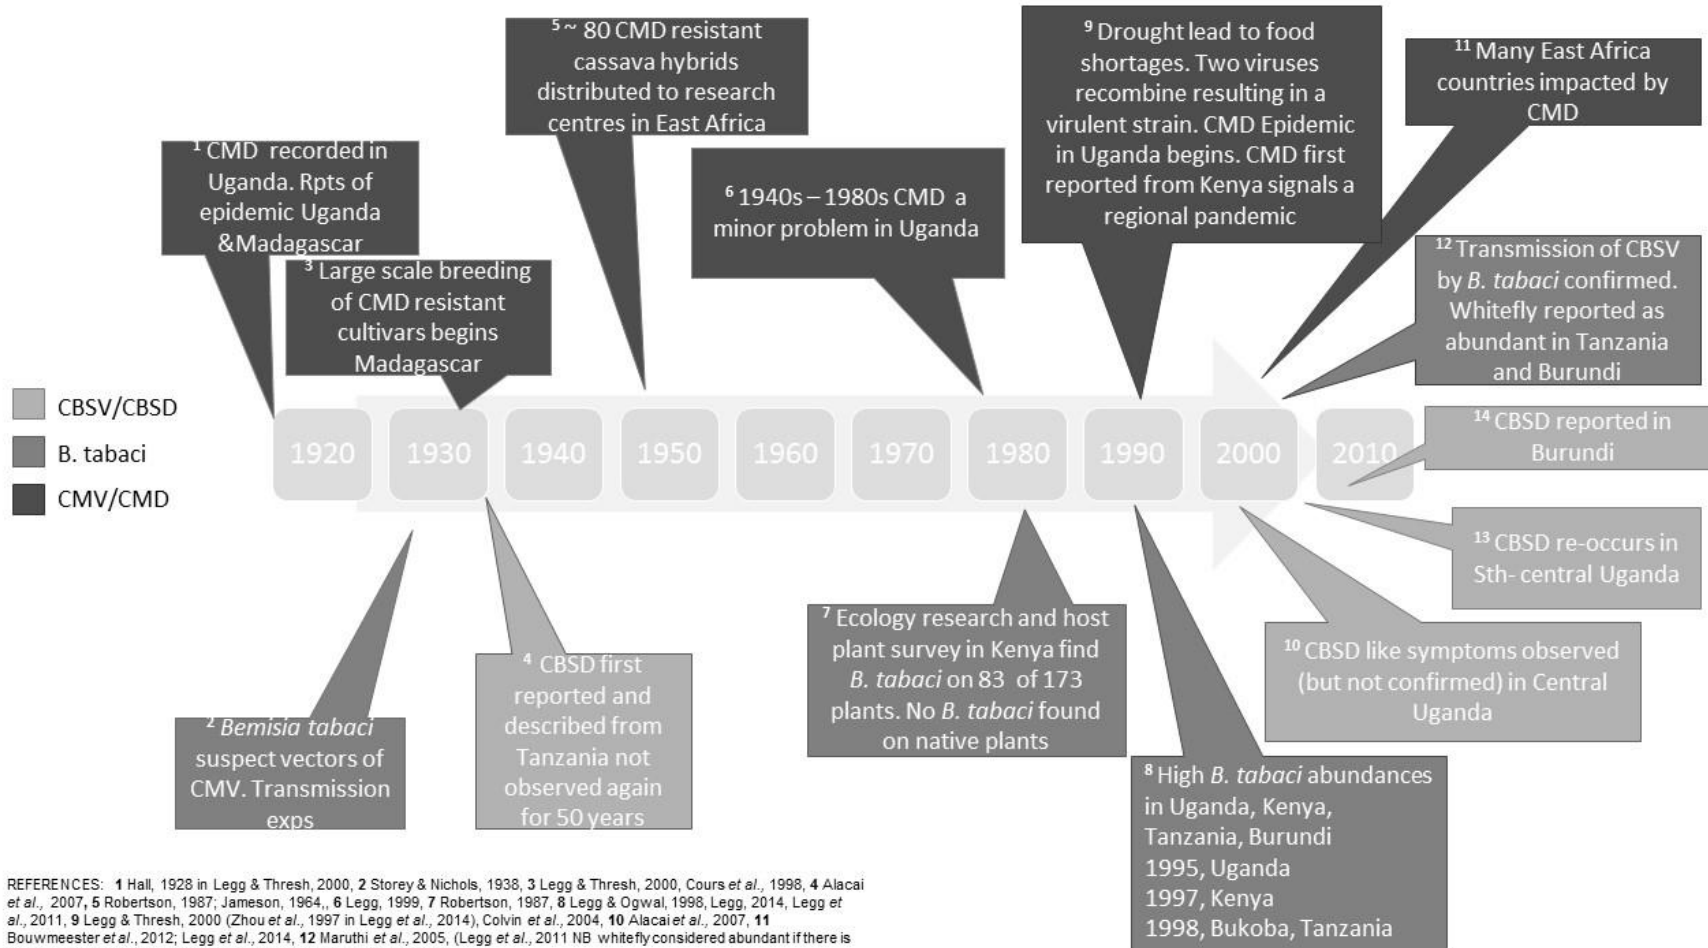 ⁵ ~ 80 CMD resistant
cassava hybrids
distributed to research
centres in East Africa
⁹ Drought lead to food
shortages. Two viruses
recombine resulting in a
virulent strain. CMD Epidemic
in Uganda begins. CMD first
reported from Kenya signals a
regional pandemic
¹¹ Many East Africa
countries impacted by
CMD
¹ CMD recorded in
Uganda. Rpts of
epidemic Uganda
&Madagascar
⁶ 1940s – 1980s CMD a
minor problem in Uganda
³ Large scale breeding
of CMD resistant
cultivars begins
Madagascar
¹² Transmission of CBSV
by B. tabaci confirmed.
Whitefly reported as
abundant in Tanzania
and Burundi
CBSV/CBSD
B. tabaci
CMV/CMD
1920 1930 1940 1950 1960 1970 1980 1990 2000 2010
¹⁴ CBSD reported in
Burundi
¹³ CBSD re-occurs in
Sth- central Uganda
² Bemisia tabaci
suspect vectors of
CMV. Transmission
exps
⁴ CBSD first
reported and
described from
Tanzania not
observed again
for 50 years
⁷ Ecology research and host
plant survey in Kenya find
B. tabaci on 83 of 173
plants. No B. tabaci found
on native plants
¹⁰ CBSD like symptoms observed
(but not confirmed) in Central
Uganda
⁸ High B. tabaci abundances
in Uganda, Kenya,
Tanzania, Burundi
1995, Uganda
1997, Kenya
1998, Bukoba, Tanzania
REFERENCES: 1 Hall, 1928 in Legg & Thresh, 2000, 2 Storey & Nichols, 1938, 3 Legg & Thresh, 2000, Cours et al., 1998, 4 Alacai
et al., 2007, 5 Robertson, 1987; Jameson, 1964,, 6 Legg, 1999, 7 Robertson, 1987, 8 Legg & Ogwal, 1998, Legg, 2014, Legg et
al., 2011, 9 Legg & Thresh, 2000 (Zhou et al., 1997 in Legg et al., 2014), Colvin et al., 2004, 10 Alacai et al., 2007, 11
Bouwmeester et al., 2012; Legg et al., 2014, 12 Maruthi et al., 2005, (Legg et al., 2011 NB whitefly considered abundant if there is